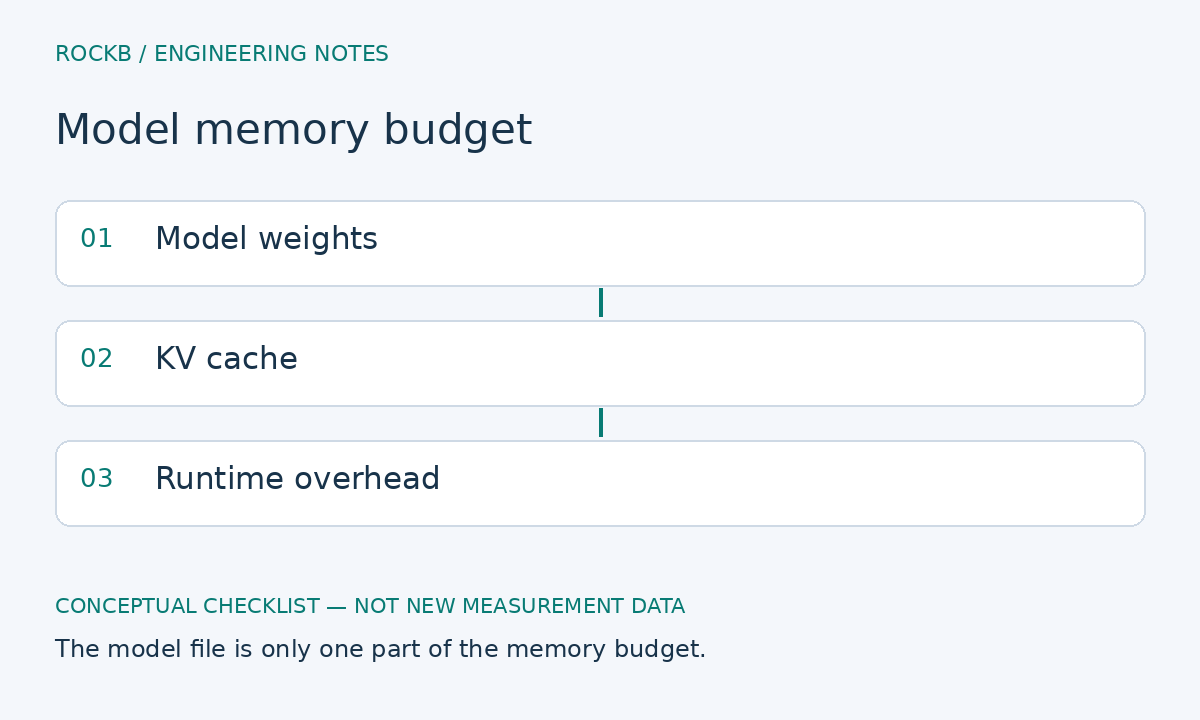 ROCKB / ENGINEERING NOTES
Model memory budget
01 Model weights
02 KV cache
03 Runtime overhead
CONCEPTUAL CHECKLIST — NOT NEW MEASUREMENT DATA
The model file is only one part of the memory budget.